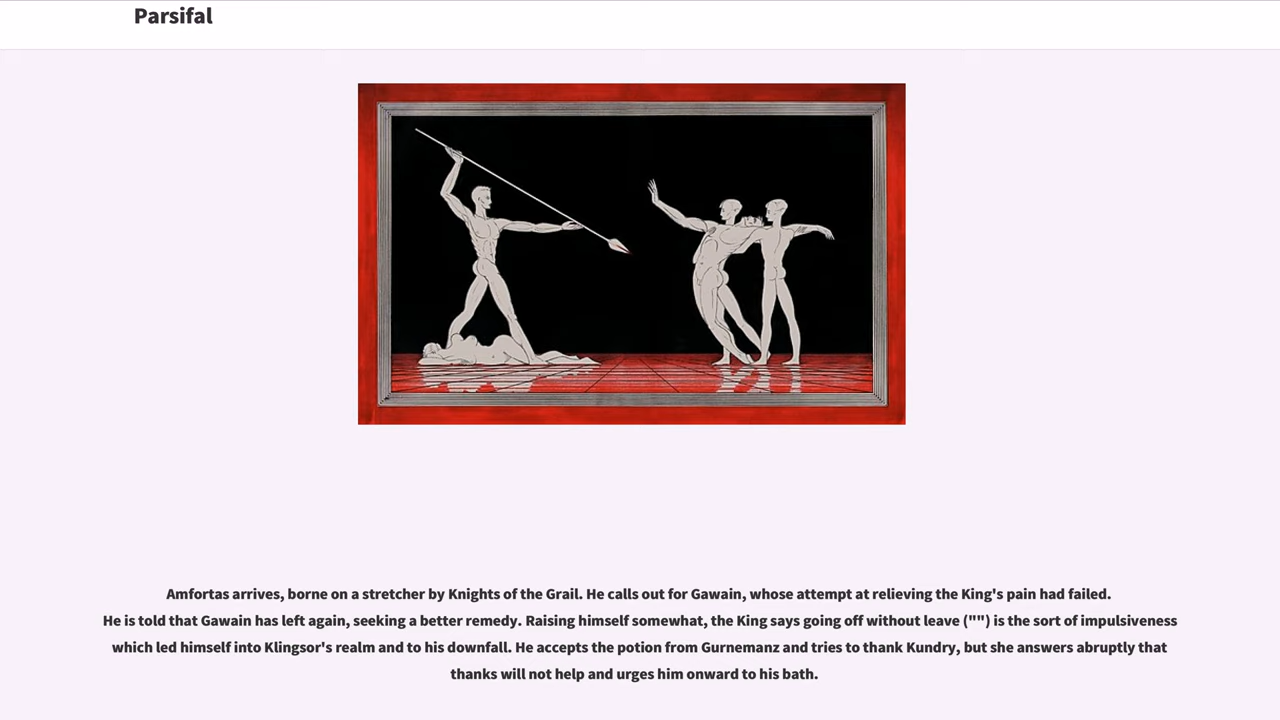 Parsifal
Amfortas arrives, borne on a stretcher by Knights of the Grail. He calls out for Gawain, whose attempt at relieving the King's pain had failed.
He is told that Gawain has left again, seeking a better remedy. Raising himself somewhat, the King says going off without leave ("") is the sort of impulsiveness
which led himself into Klingsor's realm and to his downfall. He accepts the potion from Gurnemanz and tries to thank Kundry, but she answers abruptly that
thanks will not help and urges him onward to his bath.